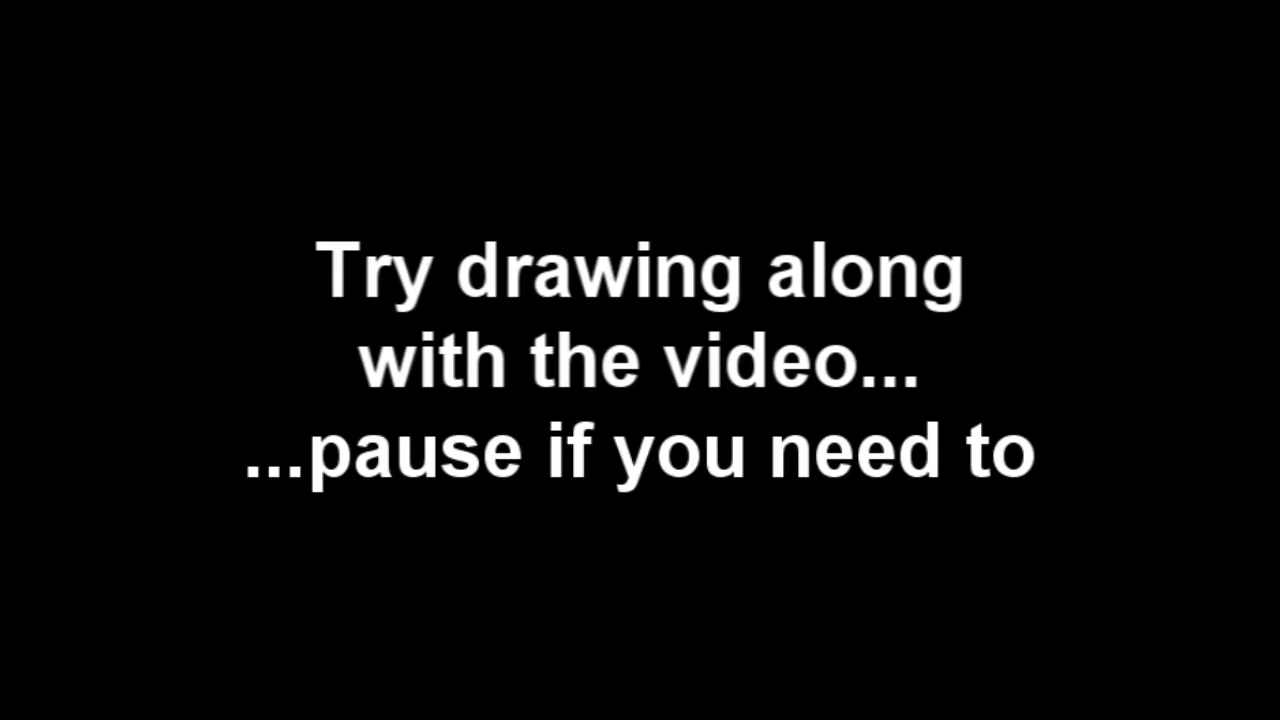 Try drawing along
with the video...
...pause if you need to